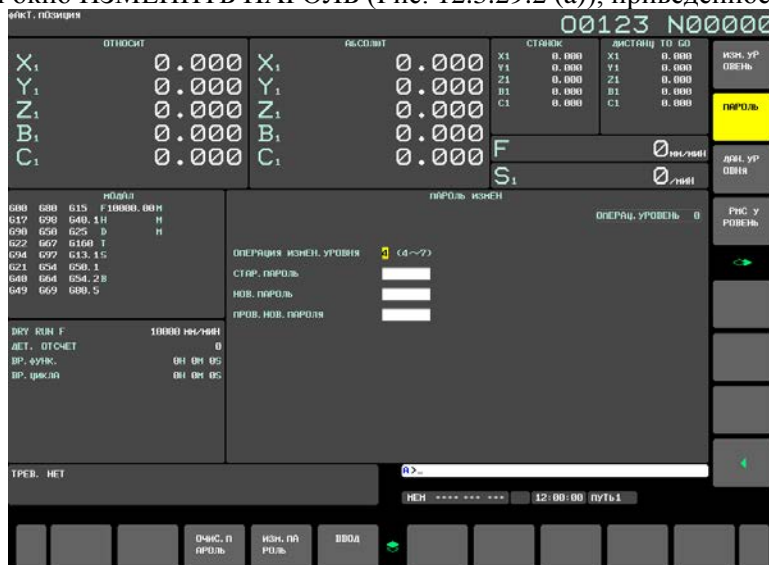 окно ИЗМЕНИТЬ ПАРОЛЬ (Рис. 12.3.29.2 (a)), приведенное
ФАКТ. ПОЗИЦИЯ
O0123 N00000
ОТНОСИТ
X1 0.000
Y1 0.000
Z1 0.000
B1 0.000
C1 0.000
АБСОЛЮТ
X1 0.000
Y1 0.000
Z1 0.000
B1 0.000
C1 0.000
СТАНОК
X1 0.000
Y1 0.000
Z1 0.000
B1 0.000
C1 0.000
ДИСТАНЦ TO GO
X1 0.000
Y1 0.000
Z1 0.000
B1 0.000
C1 0.000
F 0 мм/мин
S1 0 /мин
МОДАЛ
G00 G80 G15 F10000.00M
G17 G98 G40.1H M
G90 G50 G25 D M
G22 G67 G160 T
G94 G97 G13.1S
G21 G54 G50.1
G40 G64 G54.2B
G49 G69 G80.5
DRY RUN F 10000 мм/мин
ДЕТ. ОТСЧЕТ 0
ВР. функ. 0H 0M 0S
ВР. цикла 0H 0M 0S
ПАРОЛЬ ИЗМЕН
ОПЕРАЦ. УРОВЕНЬ 0
ОПЕРАЦИЯ ИЗМЕН. УРОВНЯ 4 (4~7)
СТАР. ПАРОЛЬ
НОВ. ПАРОЛЬ
ПРОВ. НОВ. ПАРОЛЯ
ТРЕВ. НЕТ
A>_
МЕМ **** *** ***
12:00:00
ПУТЬ1
ИЗМ. УР
ОВЕНЬ
ПАРОЛЬ
ДАН. УР
ОВНЯ
PMC У
РОВЕНЬ
ОЧИС. П
АРОЛЬ
ИЗМ. ПА
РОЛЬ
ВВОД